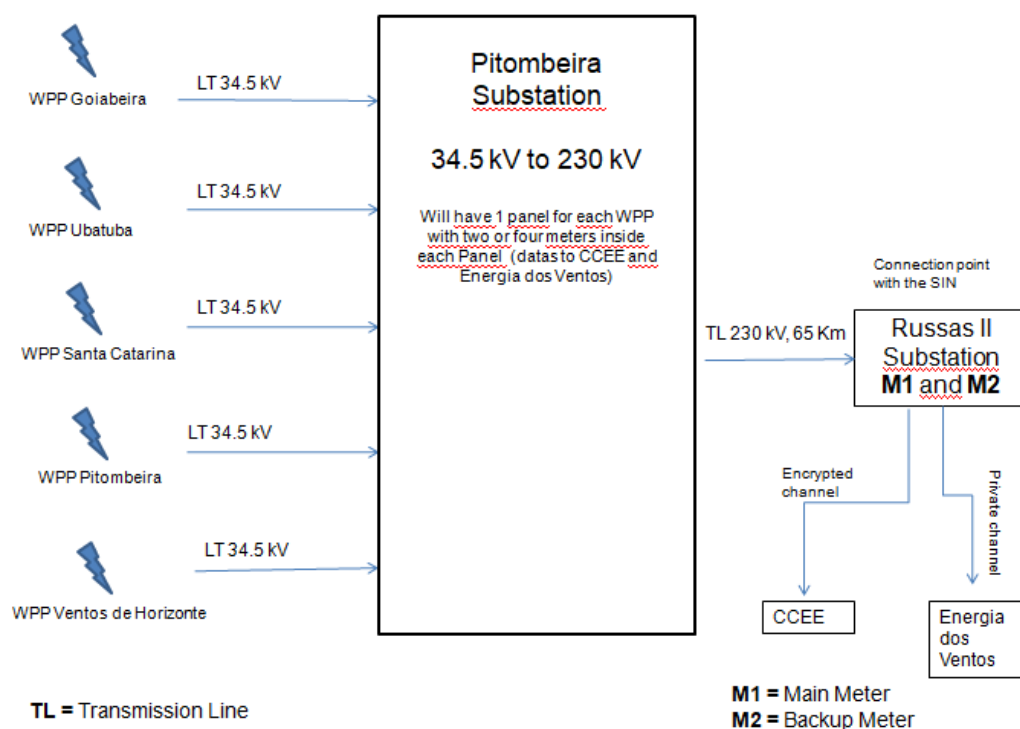 WPP Goiabeira
LT 34.5 kV
WPP Ubatuba
LT 34.5 kV
WPP Santa Catarina
LT 34.5 kV
WPP Pitombeira
LT 34.5 kV
WPP Ventos de Horizonte
LT 34.5 kV
Pitombeira
Substation
34.5 kV to 230 kV
Will have 1 panel for each WPP
with two or four meters inside
each Panel (datas to CCEE and
Energia dos Ventos)
TL 230 kV, 65 Km
Connection point
with the SIN
Russas II
Substation
M1 and M2
Encrypted
channel
Private channel
CCEE
Energia
dos
Ventos
TL = Transmission Line
M1 = Main Meter
M2 = Backup Meter